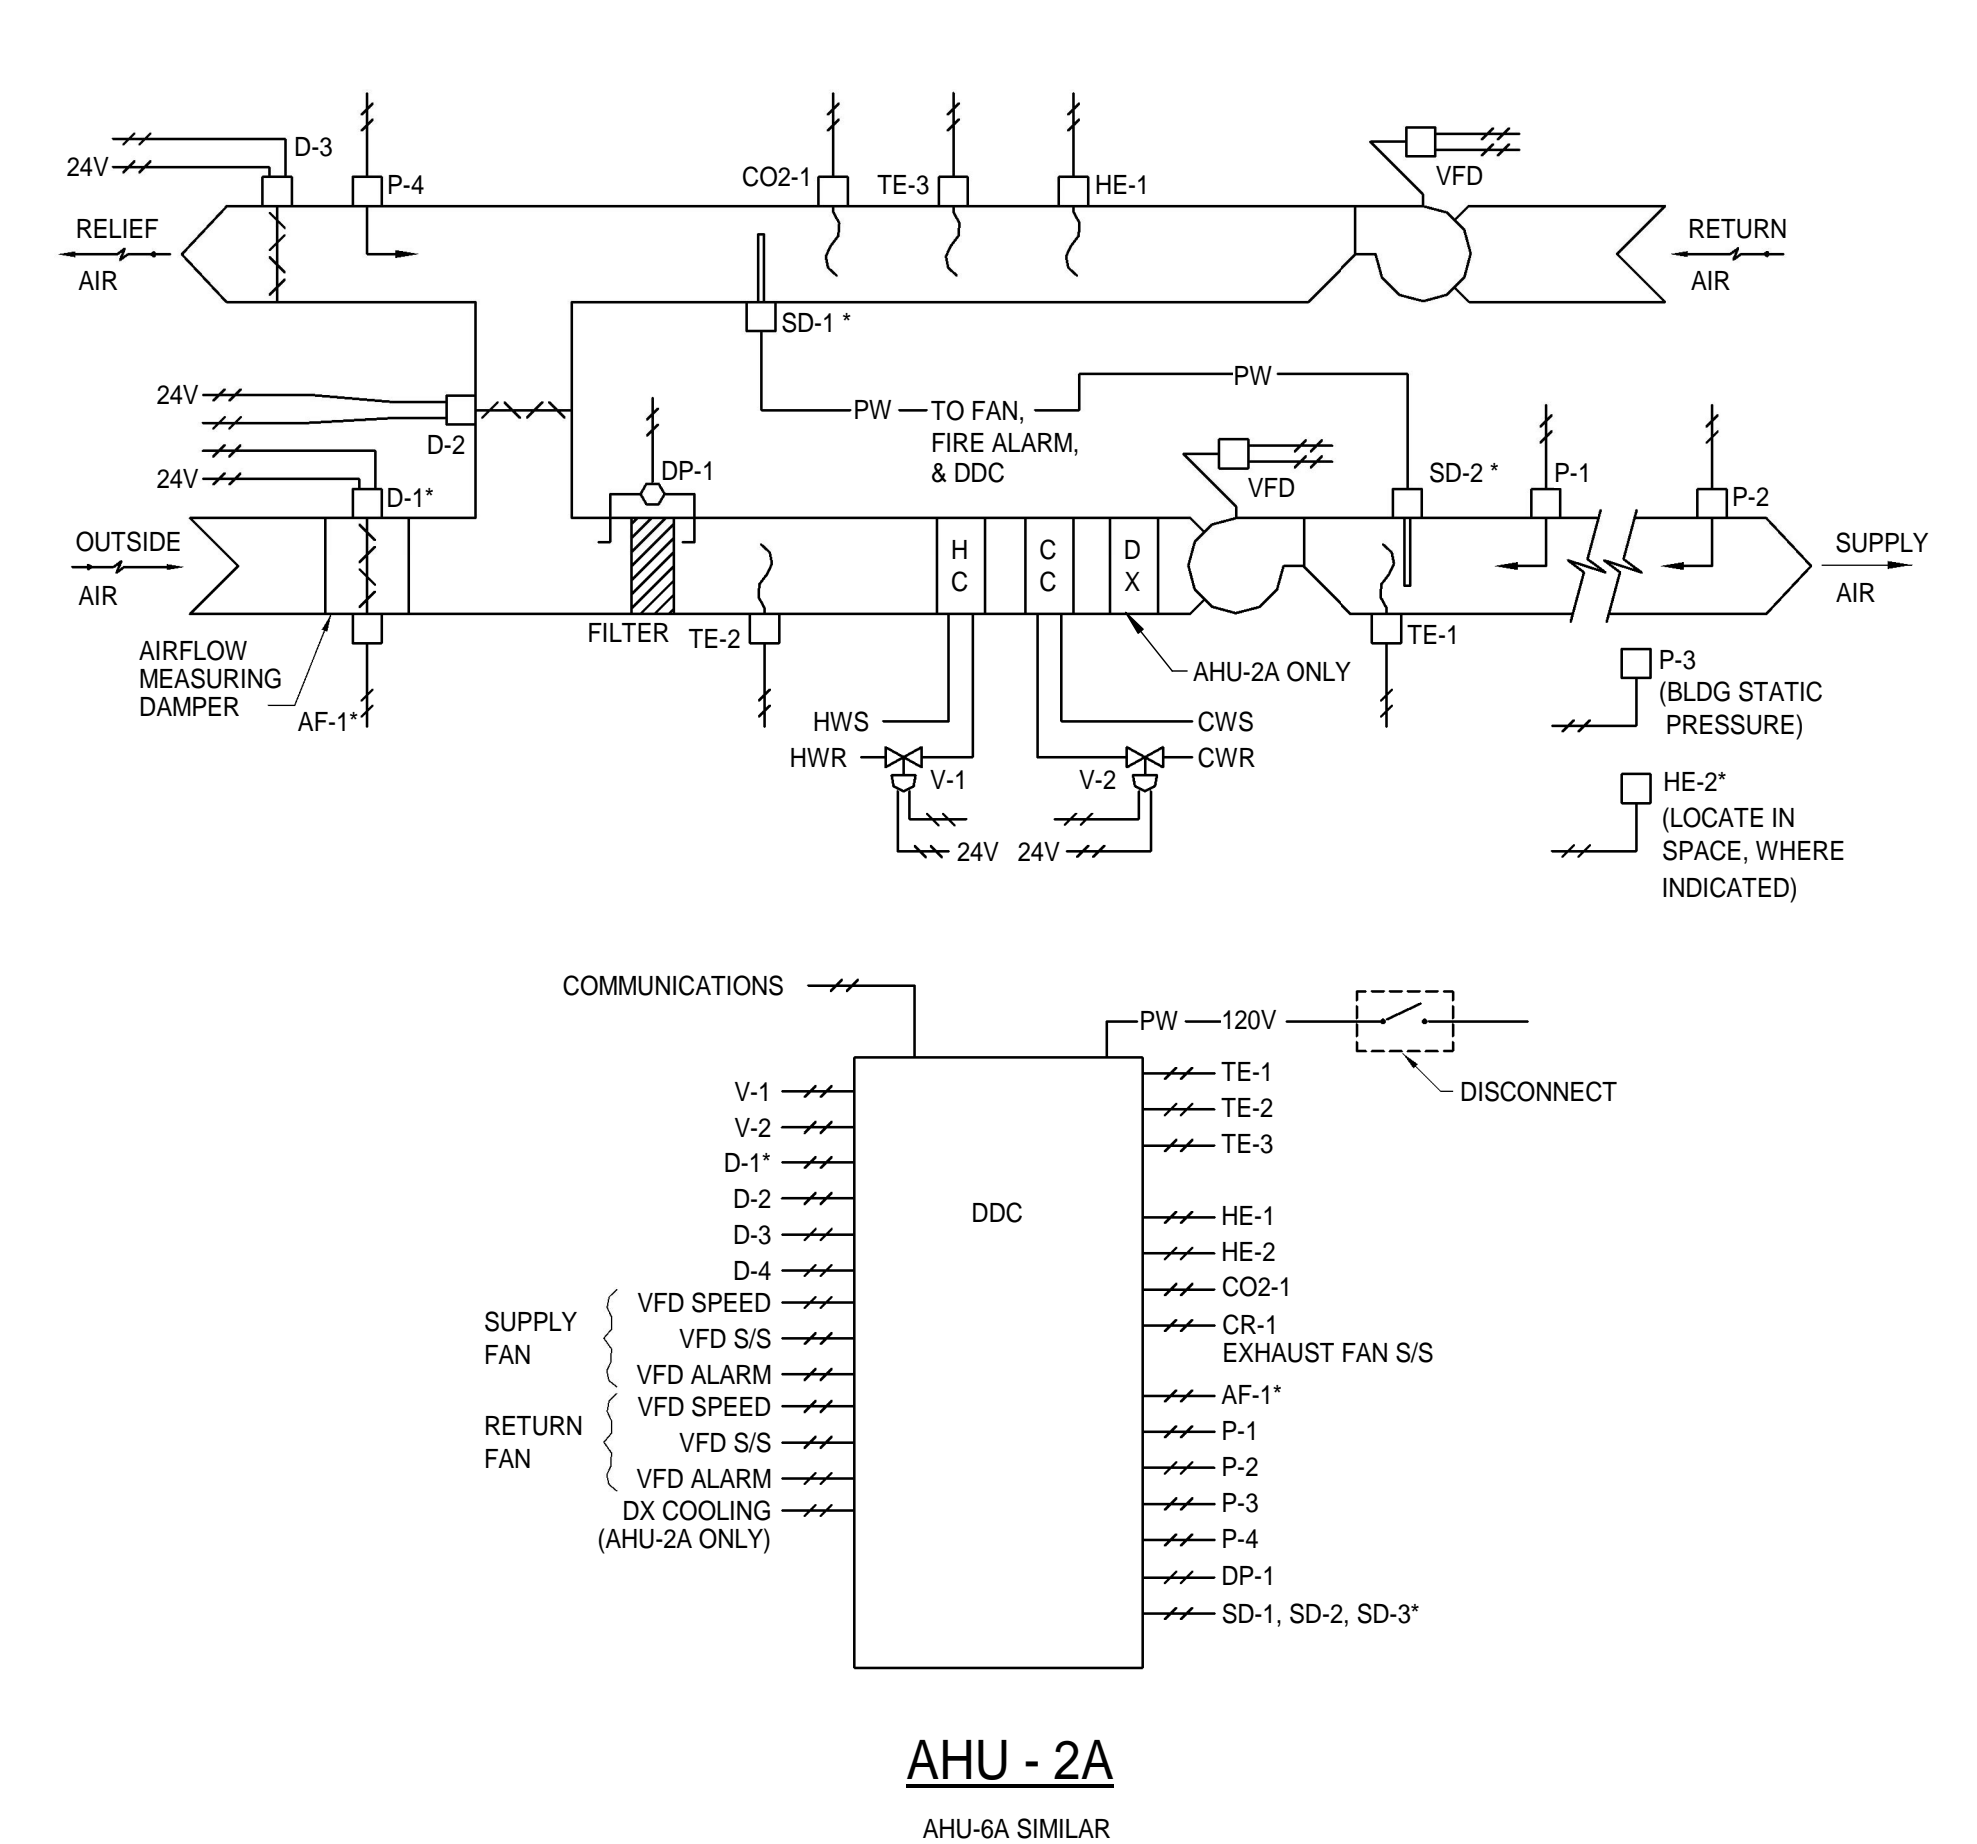 D-3
24V
P-4
CO2-1
TE-3
HE-1
VFD
RELIEF
AIR
RETURN
AIR
SD-1 *
PW
24V
PW
TO FAN,
FIRE ALARM,
& DDC
D-2
24V
D-1*
DP-1
VFD
SD-2 *
P-1
P-2
OUTSIDE
AIR
H
C
C
C
D
X
SUPPLY
AIR
FILTER
TE-2
TE-1
AIRFLOW
MEASURING
DAMPER
AF-1*
AHU-2A ONLY
P-3
(BLDG STATIC
PRESSURE)
HWS
CWS
HWR
CWR
V-1
V-2
24V
24V
HE-2*
(LOCATE IN
SPACE, WHERE
INDICATED)
COMMUNICATIONS
PW
120V
DISCONNECT
V-1
V-2
D-1*
D-2
D-3
D-4
SUPPLY
FAN
VFD SPEED
VFD S/S
VFD ALARM
RETURN
FAN
VFD SPEED
VFD S/S
VFD ALARM
DX COOLING
(AHU-2A ONLY)
DDC
TE-1
TE-2
TE-3
HE-1
HE-2
CO2-1
CR-1
EXHAUST FAN S/S
AF-1*
P-1
P-2
P-3
P-4
DP-1
SD-1, SD-2, SD-3*
AHU - 2A
AHU-6A SIMILAR